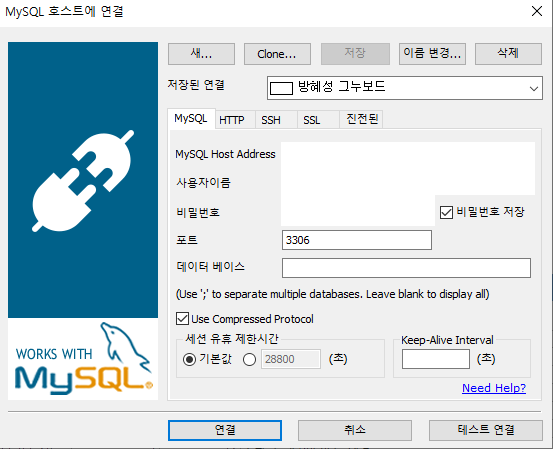 MySQL 호스트에 연결
새...
Clone...
저장
이름 변경...
삭제
저장된 연결
방혜성 그누보드
MySQL
HTTP
SSH
SSL
진전된
MySQL Host Address
사용자이름
비밀번호
비밀번호 저장
포트
3306
데이터 베이스
(Use ';' to separate multiple databases. Leave blank to display all)
Use Compressed Protocol
세션 유휴 제한시간
기본값
28800
(초)
Keep-Alive Interval
(초)
Need Help?
WORKS WITH
MySQL®
연결
취소
테스트 연결